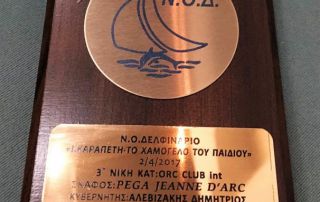 Ν.Ο.Δ.
Ν.Ο.ΔΕΛΦΙΝΑΡΙΟ
«Ι.ΚΑΡΑΠΕΤΗ-ΤΟ ΧΑΜΟΓΕΛΟ ΤΟΥ ΠΑΙΔΙΟΥ»
2/4/2017
3η ΝΙΚΗ ΚΑΤ:ORC CLUB int
ΣΚΑΦΟΣ:PEGA JEANNE D'ARC
ΚΥΒΕΡΝΗΤΗΣ:ΑΛΕΒΙΖΑΚΗΣ ΔΗΜΗΤΡΙΟΣ